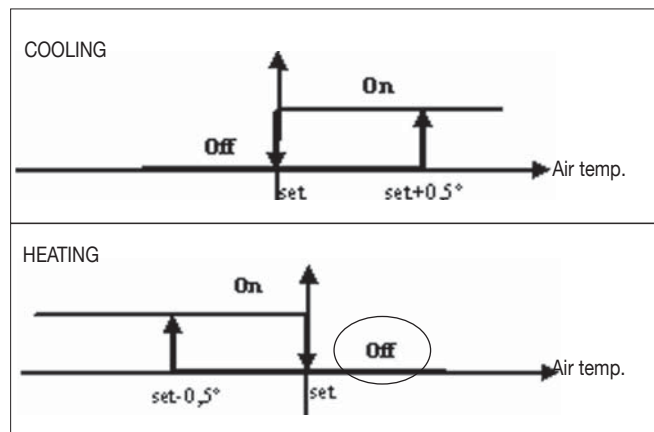 COOLING
On
Off
Air temp.
set
set+0.5°
HEATING
On
Off
Air temp.
set-0,5°
set